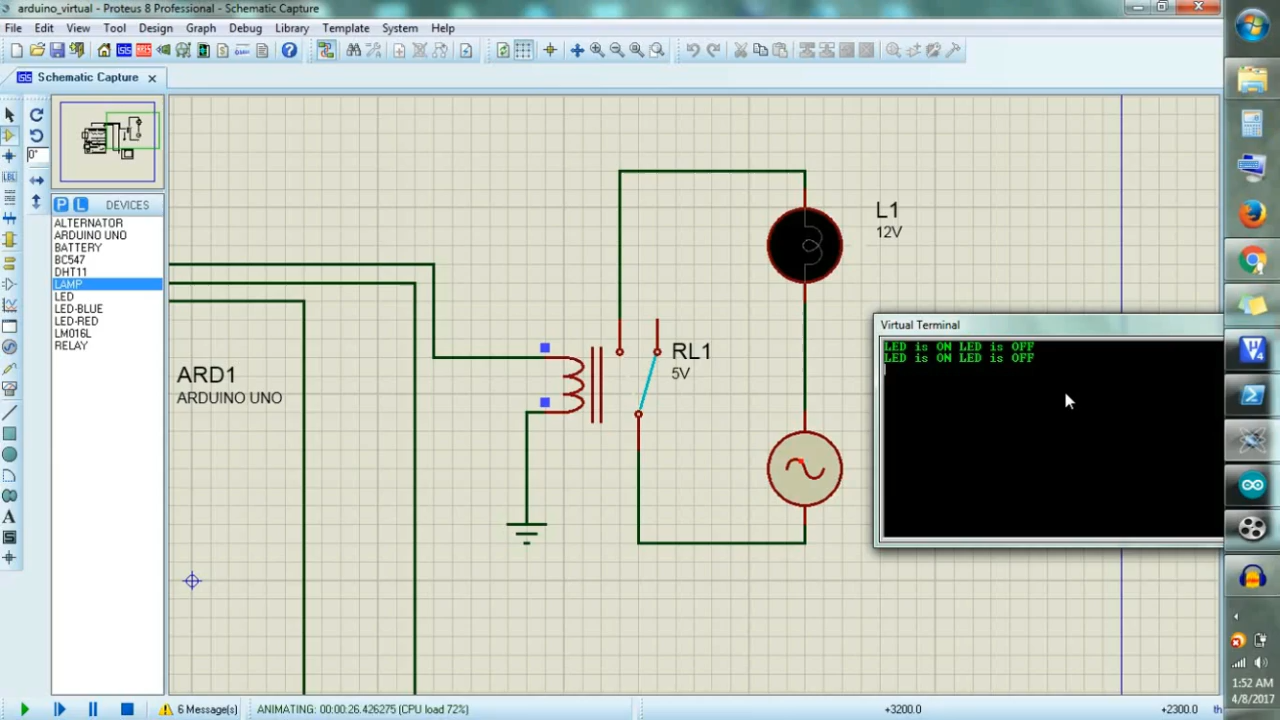 arduino_virtual - Proteus 8 Professional - Schematic Capture
File Edit View Tool Design Graph Debug Library Template System Help
Schematic Capture
0°
P L DEVICES
ALTERNATOR
ARDUINO UNO
BATTERY
BC547
DHT11
LAMP
LED
LED-BLUE
LED-RED
LM016L
RELAY
ARD1
ARDUINO UNO
RL1
5V
L1
12V
Virtual Terminal
LED is ON LED is OFF
LED is ON LED is OFF
A
6 Message(s)
ANIMATING: 00:00:26.426275 (CPU load 72%)
+3200.0
+2300.0
th
1:52 AM
4/8/2017